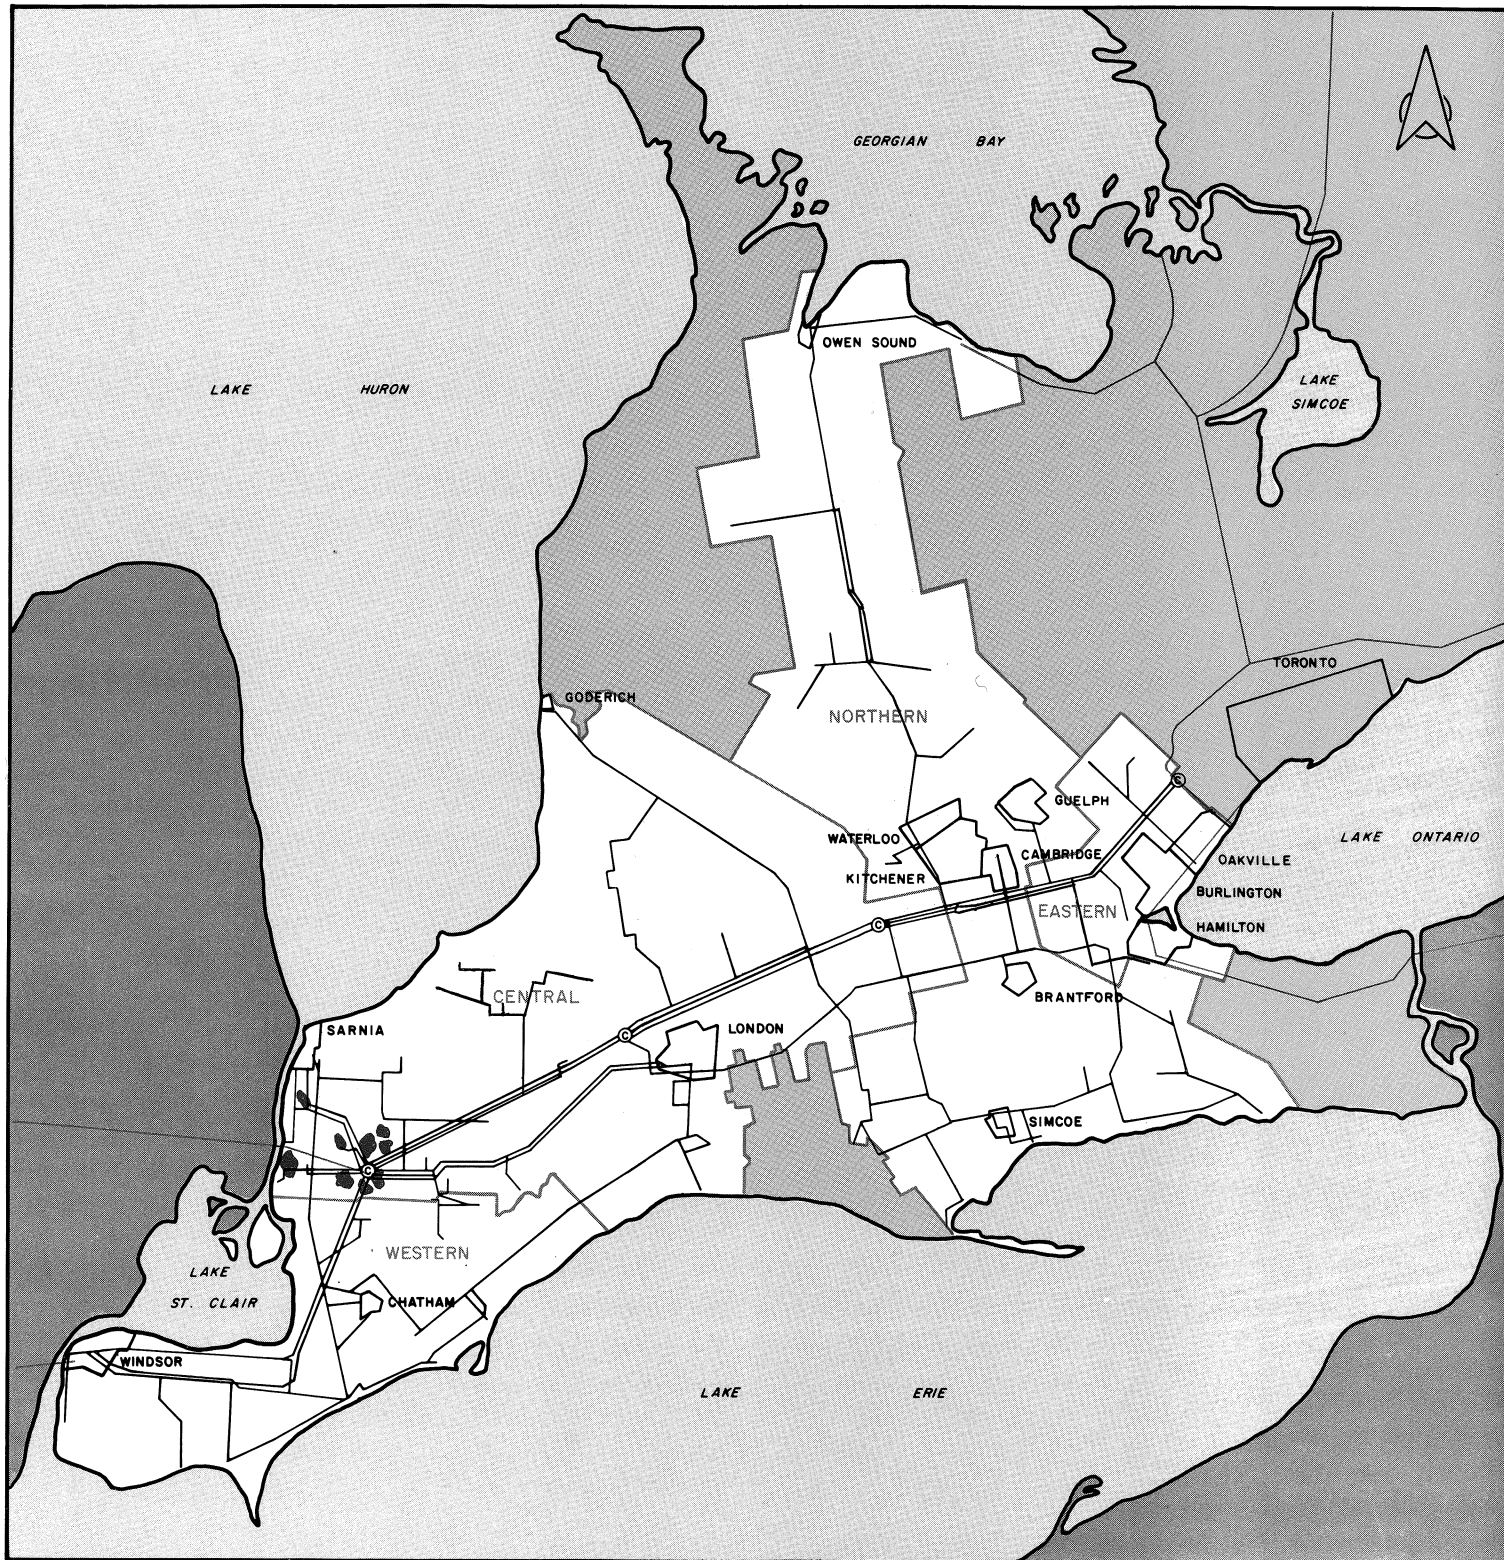 GEORGIAN BAY
OWEN SOUND
LAKE HURON
LAKE
SIMCOE
TORONTO
GODERICH
NORTHERN
GUELPH
WATERLOO
CAMBRIDGE
KITCHENER
LAKE ONTARIO
OAKVILLE
BURLINGTON
EASTERN
HAMILTON
C
C
CENTRAL
BRANTFORD
SARNIA
LONDON
C
SIMCOE
C
WESTERN
LAKE
ST. CLAIR
CHATHAM
WINDSOR
LAKE ERIE